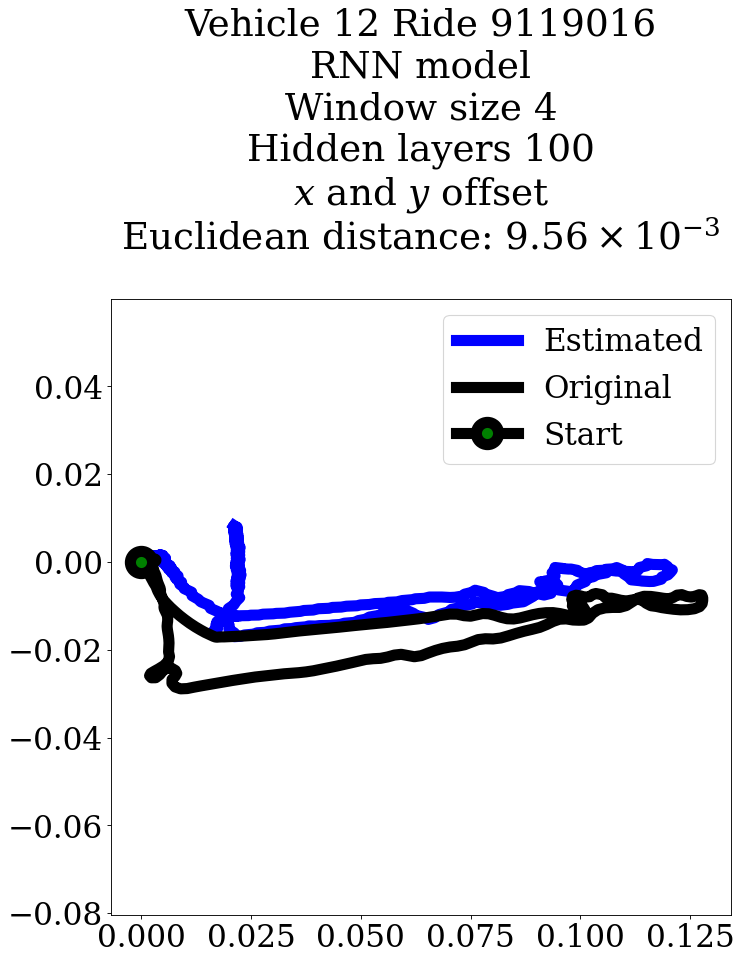 Vehicle 12 Ride 9119016
RNN model
Window size 4
Hidden layers 100
x and y offset
Euclidean distance: 9.56 × 10⁻³
Estimated
Original
Start
0.04
0.02
0.00
−0.02
−0.04
−0.06
−0.08
0.000 0.025 0.050 0.075 0.100 0.125